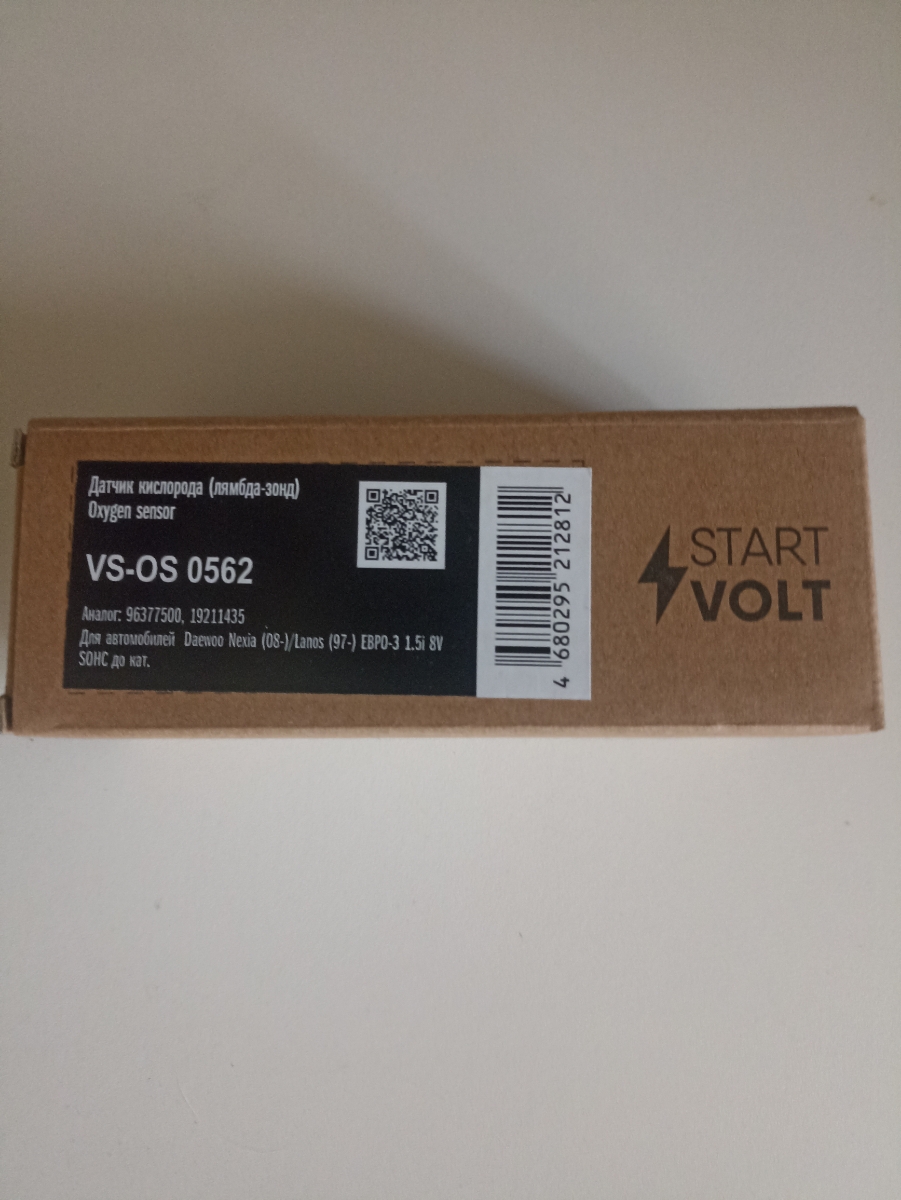 Датчик кислорода (лямбда-зонд)
Oxygen sensor
VS-OS 0562
Аналог: 96377500, 19211435
Для автомобилей Daewoo Nexia (08-)/Lanos (97-) ЕВРО-3 1.5i 8V
SOHC до кат.
4 680295 212812
START
VOLT